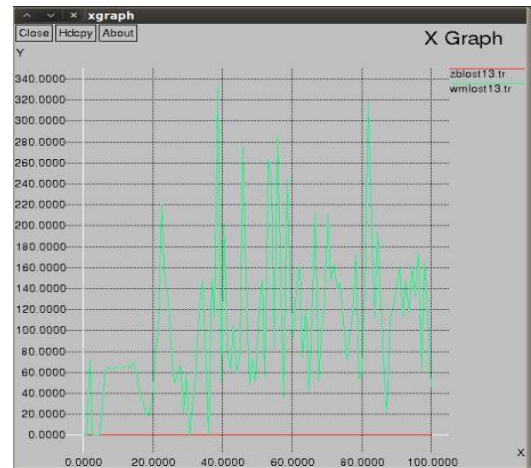 xgraph
Close Hdcpy About
X Graph
Y
zblost13.tr
wmlost13.tr
340.0000
320.0000
300.0000
280.0000
260.0000
240.0000
220.0000
200.0000
180.0000
160.0000
140.0000
120.0000
100.0000
80.0000
60.0000
40.0000
20.0000
0.0000
X
0.0000 20.0000 40.0000 60.0000 80.0000 100.0000